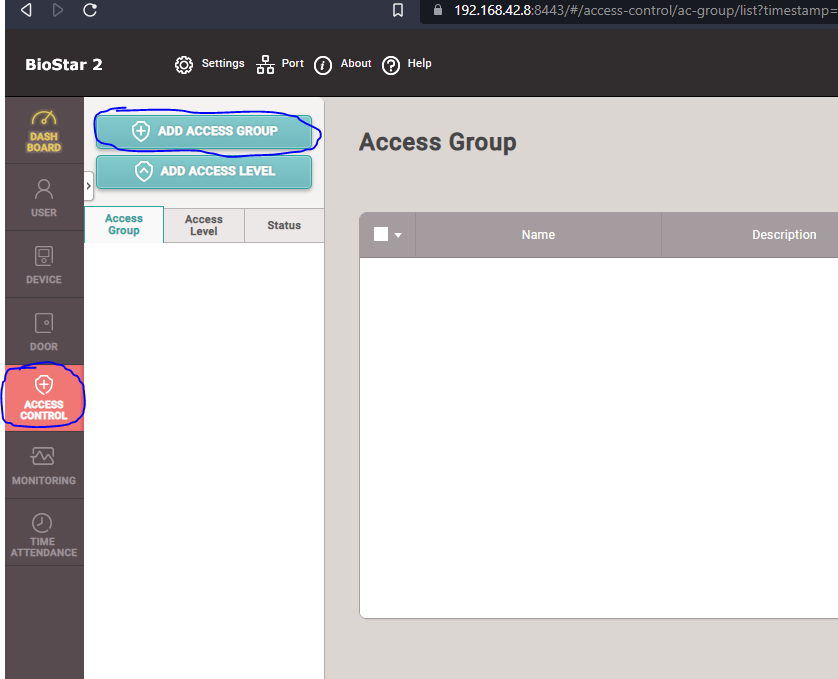 192.168.42.8:8443/#/access-control/ac-group/list?timestamp=
BioStar 2
Settings
Port
About
Help
DASH
BOARD
USER
DEVICE
DOOR
ACCESS
CONTROL
MONITORING
TIME
ATTENDANCE
ADD ACCESS GROUP
ADD ACCESS LEVEL
Access
Group
Access
Level
Status
Access Group
Name
Description